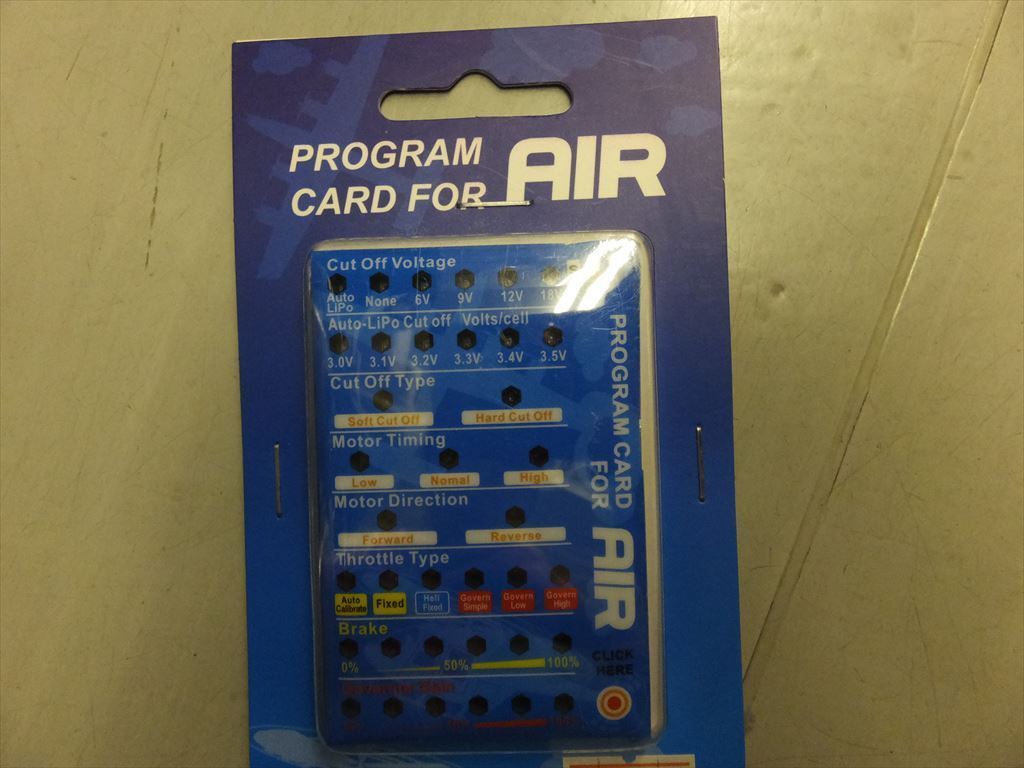 PROGRAM
CARD FOR AIR
Cut Off Voltage
Auto LiPo None 6V 9V 12V
Auto-LiPo Cut off Volts/cell
3.0V 3.1V 3.2V 3.3V 3.4V 3.5V
Cut Off Type
Soft Cut Off Hard Cut Off
Motor Timing
Low Nomal High
Motor Direction
Forward Reverse
Throttle Type
Auto Calibrate Fixed Heli Fixed Govern Simple Govern Low Govern High
Brake
0% 50% 100%
PROGRAM CARD
FOR AIR
CLICK
HERE